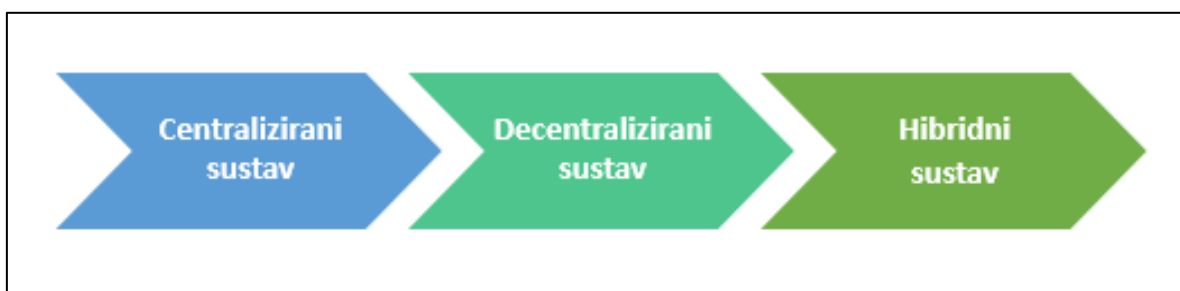 Centralizirani
sustav
Decentralizirani
sustav
Hibridni
sustav